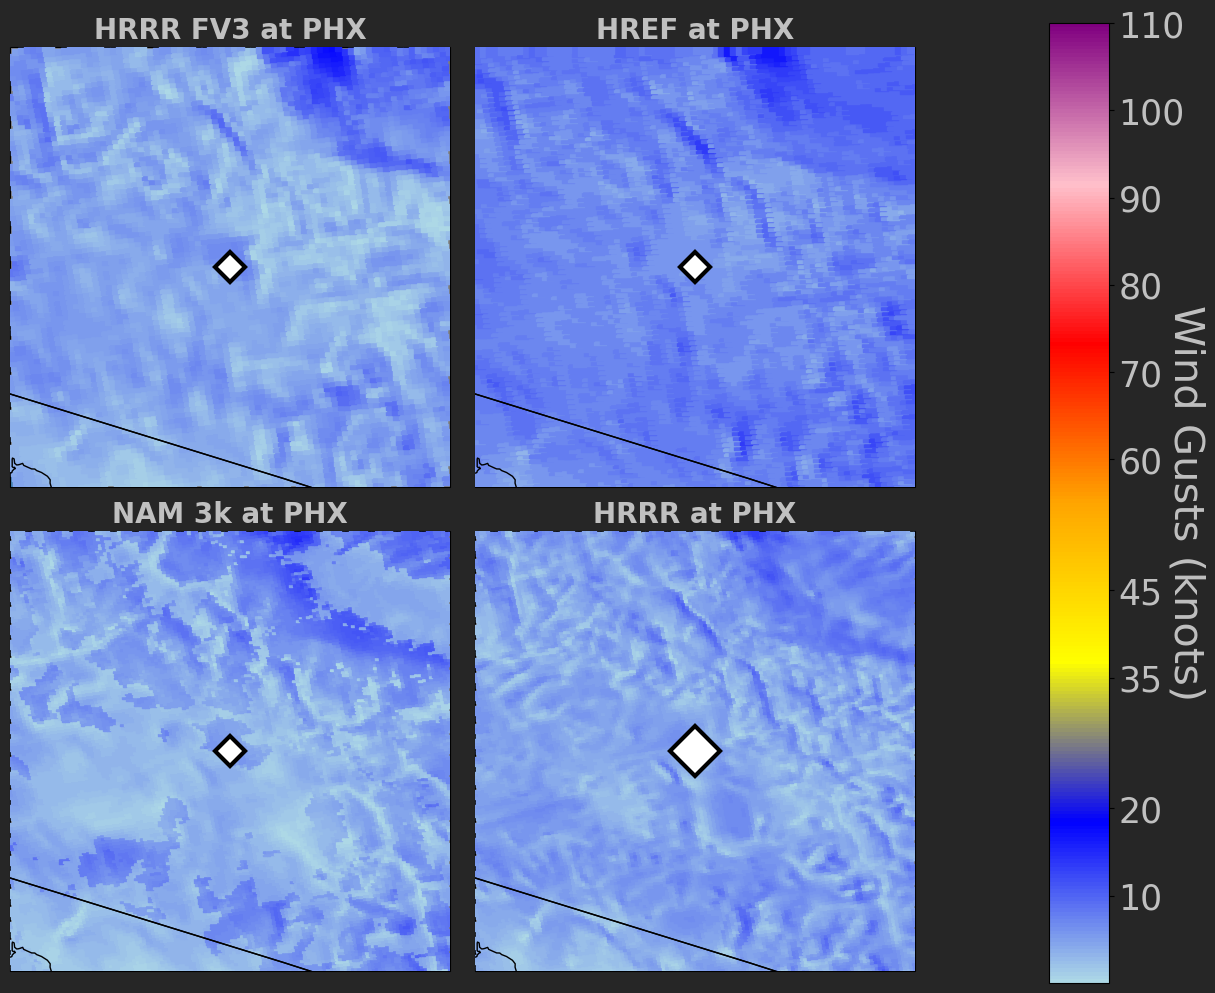 HRRR FV3 at PHX
HREF at PHX
NAM 3k at PHX
HRRR at PHX
110
100
90
80
70
60
45
35
20
10
Wind Gusts (knots)